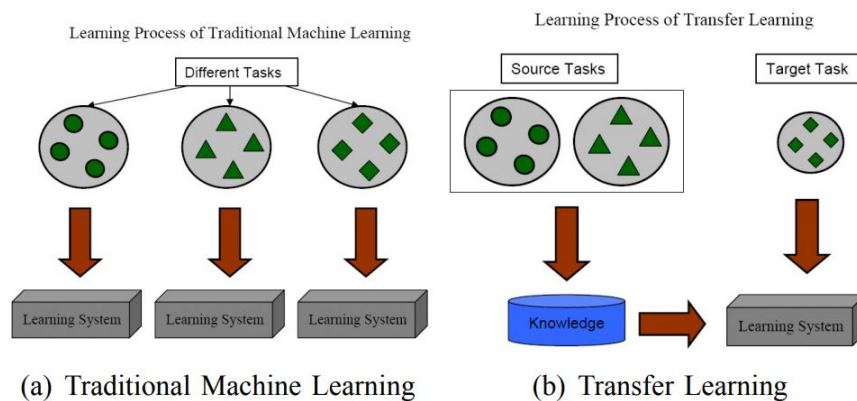 Learning Process of Traditional Machine Learning
Different Tasks
Learning System
Learning System
Learning System
(a) Traditional Machine Learning
Learning Process of Transfer Learning
Source Tasks
Target Task
Knowledge
Learning System
(b) Transfer Learning